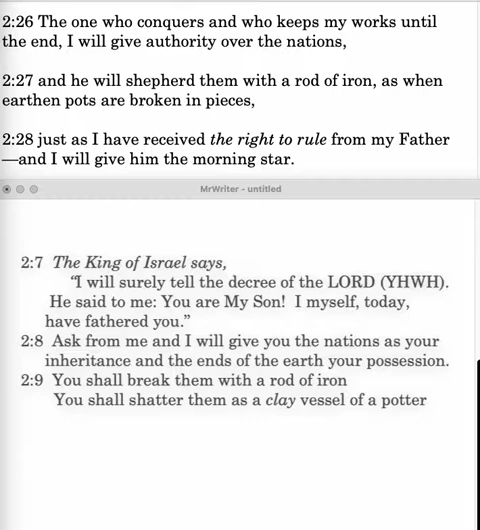 2:26 The one who conquers and who keeps my works until
the end, I will give authority over the nations,
2:27 and he will shepherd them with a rod of iron, as when
earthen pots are broken in pieces,
2:28 just as I have received the right to rule from my Father
—and I will give him the morning star.
MrWriter - untitled
2:7 The King of Israel says,
“I will surely tell the decree of the LORD (YHWH).
He said to me: You are My Son! I myself, today,
have fathered you.”
2:8 Ask from me and I will give you the nations as your
inheritance and the ends of the earth your possession.
2:9 You shall break them with a rod of iron
You shall shatter them as a clay vessel of a potter